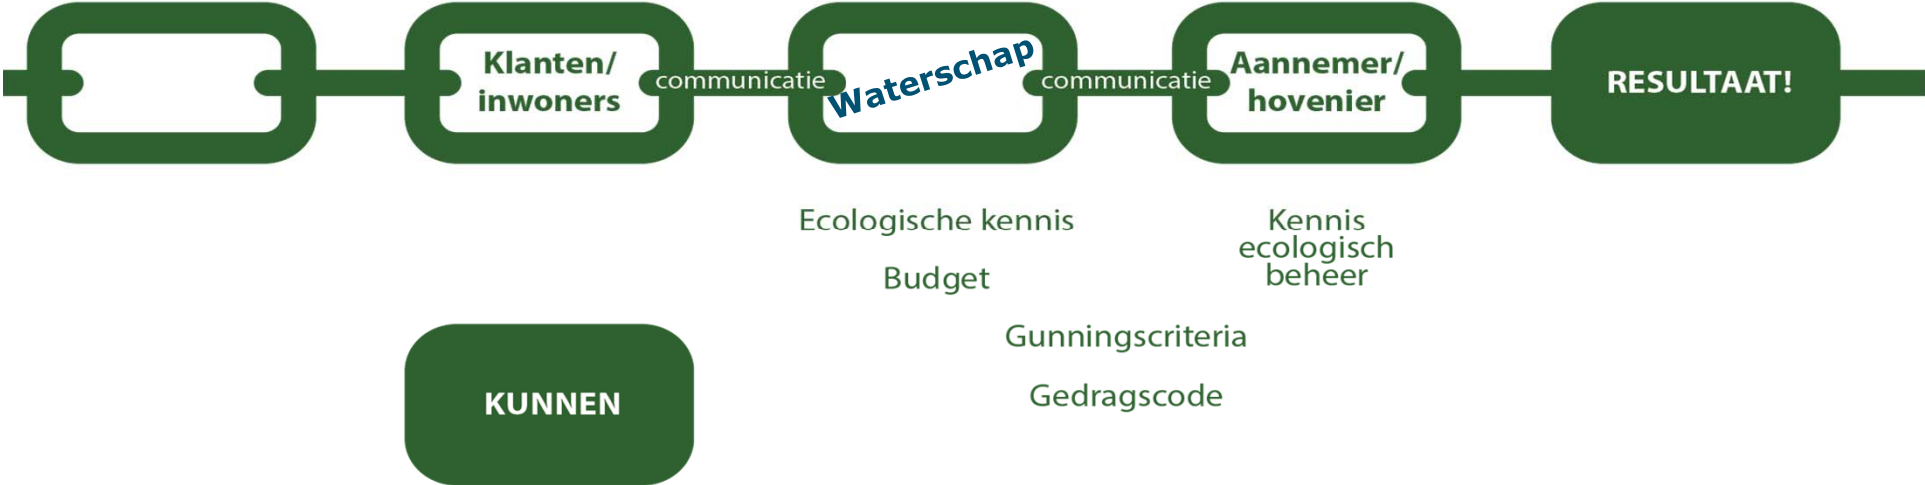 Klanten/
inwoners
communicatie
Waterschap
communicatie
Aannemer/
hovenier
RESULTAAT!
Ecologische kennis
Budget
Kennis
ecologisch
beheer
Gunningscriteria
Gedragscode
KUNNEN